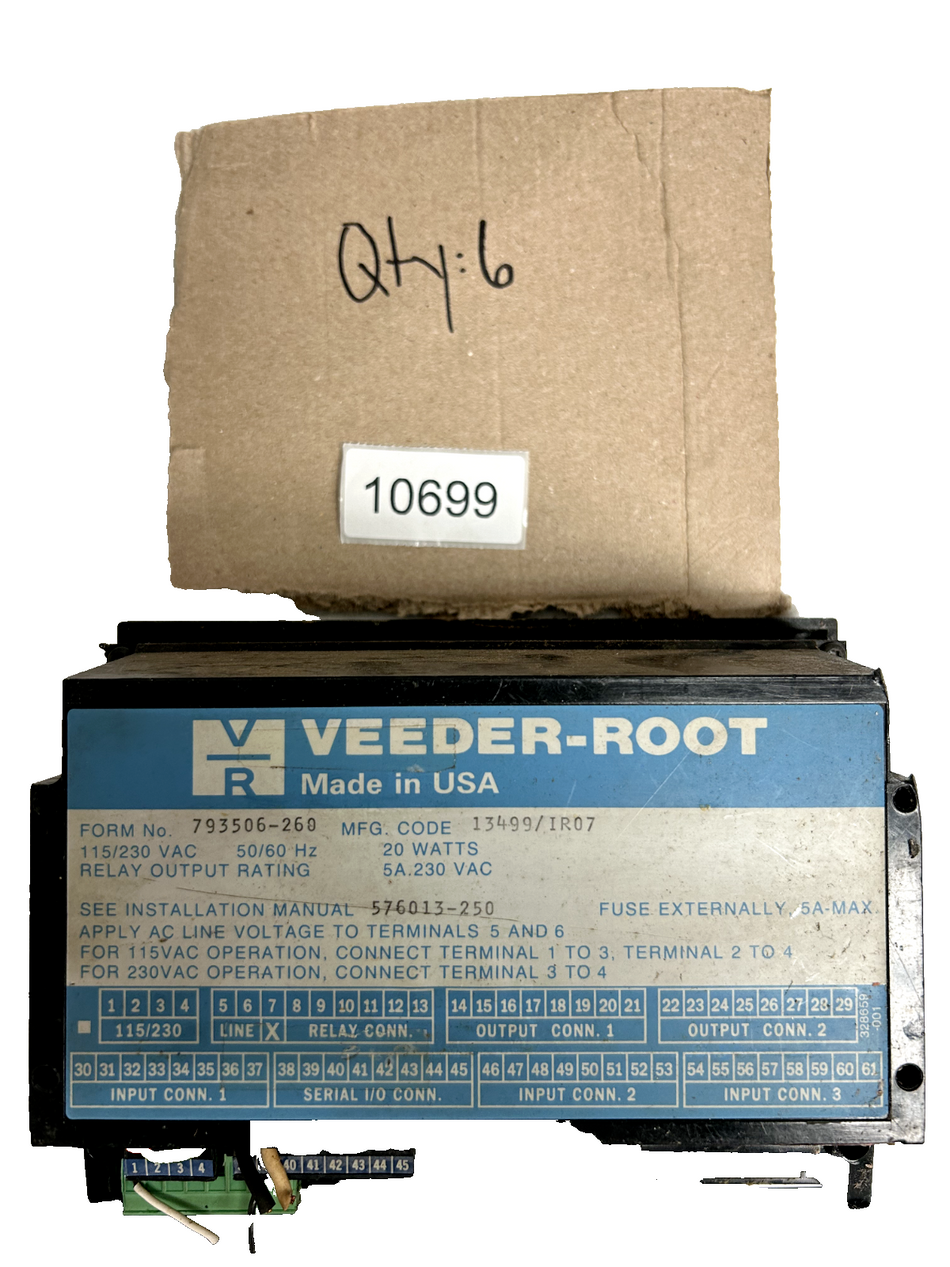 Qty: 6
10699
V
R
VEEDER-ROOT
Made in USA
FORM No. 793506-260 MFG. CODE 13499/IR07
115/230 VAC 50/60 Hz 20 WATTS
RELAY OUTPUT RATING 5A.230 VAC
SEE INSTALLATION MANUAL 576013-250 FUSE EXTERNALLY, 5A-MAX.
APPLY AC LINE VOLTAGE TO TERMINALS 5 AND 6
FOR 115VAC OPERATION, CONNECT TERMINAL 1 TO 3, TERMINAL 2 TO 4
FOR 230VAC OPERATION, CONNECT TERMINAL 3 TO 4
1 2 3 4 5 6 7 8 9 10 11 12 13 14 15 16 17 18 19 20 21 22 23 24 25 26 27 28 29
115/230 LINE X RELAY CONN. OUTPUT CONN. 1 OUTPUT CONN. 2
328659
-001
30 31 32 33 34 35 36 37 38 39 40 41 42 43 44 45 46 47 48 49 50 51 52 53 54 55 56 57 58 59 60 61
INPUT CONN. 1 SERIAL I/O CONN. INPUT CONN. 2 INPUT CONN. 3
1 2 3 4 40 41 42 43 44 45